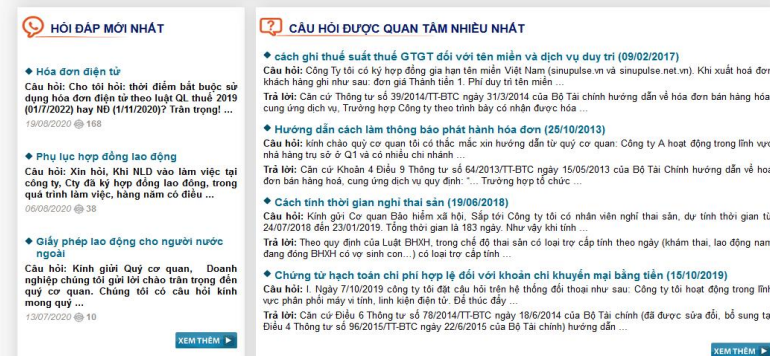 HỎI ĐÁP MỚI NHẤT
Hóa đơn điện tử
Câu hỏi: Cho tôi hỏi: thời điểm bắt buộc sử
dụng hóa đơn điện tử theo luật QL thuế 2019
(01/07/2022) hay NĐ (1/11/2020)? Trân trọng! ...
19/08/2020 168
Phụ lục hợp đồng lao động
Câu hỏi: Xin hỏi, Khi NLD vào làm việc tại
công ty, Cty đã ký hợp đồng lao đông, trong
quá trình làm việc, hàng năm có điều ...
06/08/2020 38
Giấy phép lao động cho người nước
ngoài
Câu hỏi: Kính giửi Quý cơ quan, Doanh
nghiệp chúng tôi gửi lời chào trân trọng đến
quý cơ quan. Chúng tôi có câu hỏi kính
mong quý ...
13/07/2020 10
XEM THÊM
CÂU HỎI ĐƯỢC QUAN TÂM NHIỀU NHẤT
cách ghi thuế suất thuế GTGT đối với tên miền và dịch vụ duy trì (09/02/2017)
Câu hỏi: Công Ty tôi có ký hợp đồng gia hạn tên miền Việt Nam (sinupulse.vn và sinupulse.net.vn). Khi xuất hoá đơn
khách hàng ghi như sau: đơn giá Thành tiền 1. Phí duy trì tên miền ...
Trả lời: Căn cứ Thông tư số 39/2014/TT-BTC ngày 31/3/2014 của Bộ Tài chính hướng dẫn về hóa đơn bán hàng hóa,
cung ứng dịch vụ, Trường hợp Công ty theo trình bày có nhận được hóa ...
Hướng dẫn cách làm thông báo phát hành hóa đơn (25/10/2013)
Câu hỏi: kính chào quý cơ quan tôi có thắc mắc xin hướng dẫn từ quý cơ quan: Công ty A hoạt động trong lĩnh vực
nhà hàng trụ sở ở Q1 và có nhiều chi nhánh ...
Trả lời: Căn cứ Khoản 4 Điều 9 Thông tư số 64/2013/TT-BTC ngày 15/05/2013 của Bộ Tài Chính hướng dẫn về hoá
đơn bán hàng hoá, cung ứng dịch vụ quy định: “... Trường hợp tổ chức ...
Cách tính thời gian nghỉ thai sản (19/06/2018)
Câu hỏi: Kính gửi Cơ quan Bảo hiểm xã hội, Sắp tới Công ty tôi có nhân viên nghỉ thai sản, dự tính thời gian từ
24/07/2018 đến 23/01/2019. Tổng thời gian là 183 ngày. Như vậy khi tính ...
Trả lời: Theo quy định của Luật BHXH, trong chế độ thai sản có loại trợ cấp tính theo ngày (khám thai, lao động nam
đang đóng BHXH có vợ sinh con...) có loại trợ cấp tính ...
Chứng từ hạch toán chi phí hợp lệ đối với khoản chi khuyến mại bằng tiền (15/10/2019)
Câu hỏi: I. Ngày 7/10/2019 công ty tôi đặt câu hỏi trên hệ thống đối thoại như sau: Công ty tôi hoạt động trong lĩnh
vực phân phối máy vi tính, linh kiện điện tử. Để thúc đẩy ...
Trả lời: Căn cứ Điều 6 Thông tư số 78/2014/TT-BTC ngày 18/6/2014 của Bộ Tài chính (đã được sửa đổi, bổ sung tại
Điều 4 Thông tư số 96/2015/TT-BTC ngày 22/6/2015 của Bộ Tài chính) hướng dẫn ...
XEM THÊM